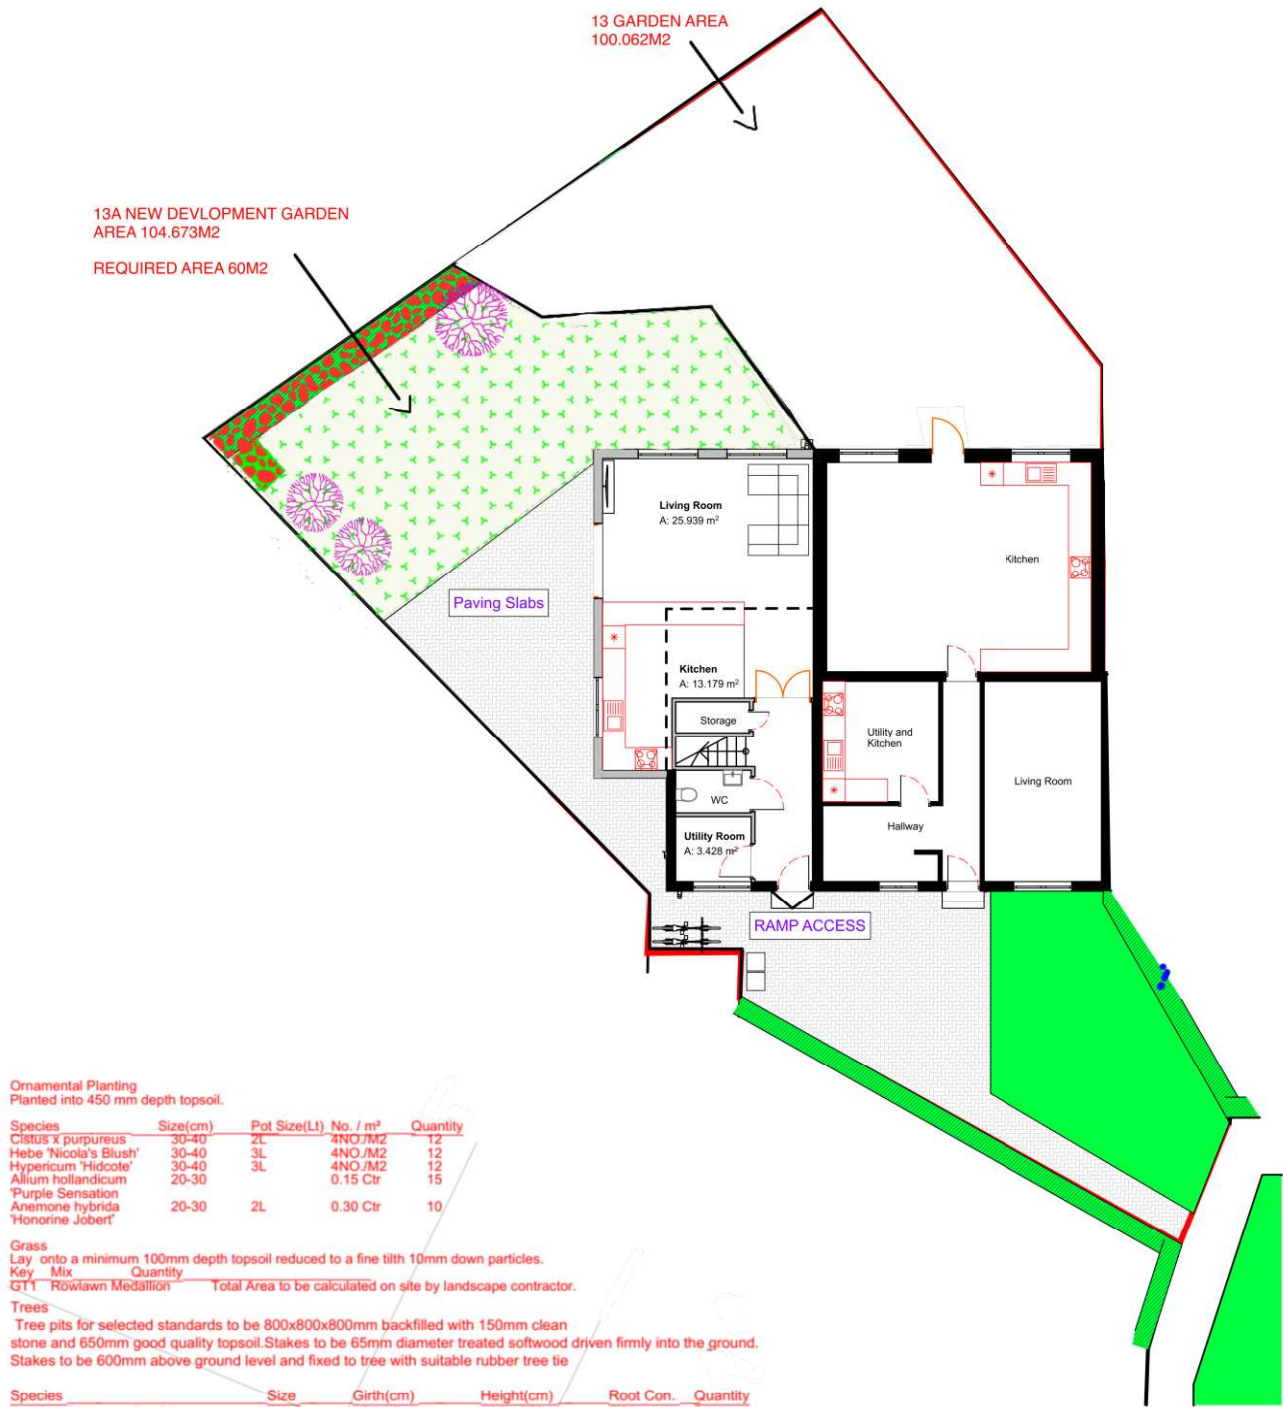 13 GARDEN AREA
100.062M2
13A NEW DEVLOPMENT GARDEN
AREA 104.673M2
REQUIRED AREA 60M2
Living Room
A: 25.939 m²
Kitchen
Paving Slabs
Kitchen
A: 13.179 m²
Storage
Utility and
Kitchen
Living Room
WC
Hallway
Utility Room
A: 3.428 m²
RAMP ACCESS
Ornamental Planting
Planted into 450 mm depth topsoil.
Species Size(cm) Pot Size(Lt) No. / m² Quantity
Cistus x purpureus 30-40 2L 4NO./M2 12
Hebe 'Nicola's Blush' 30-40 3L 4NO./M2 12
Hypericum 'Hidcote' 30-40 3L 4NO./M2 12
Allium hollandicum 20-30 0.15 Ctr 15
'Purple Sensation
Anemone hybrida 20-30 2L 0.30 Ctr 10
'Honorine Jobert'
Grass
Lay onto a minimum 100mm depth topsoil reduced to a fine tilth 10mm down particles.
Key Mix Quantity
GT1 Rowlawn Medallion Total Area to be calculated on site by landscape contractor.
Trees
Tree pits for selected standards to be 800x800x800mm backfilled with 150mm clean
stone and 650mm good quality topsoil.Stakes to be 65mm diameter treated softwood driven firmly into the ground.
Stakes to be 600mm above ground level and fixed to tree with suitable rubber tree tie
Species Size Girth(cm) Height(cm) Root Con. Quantity